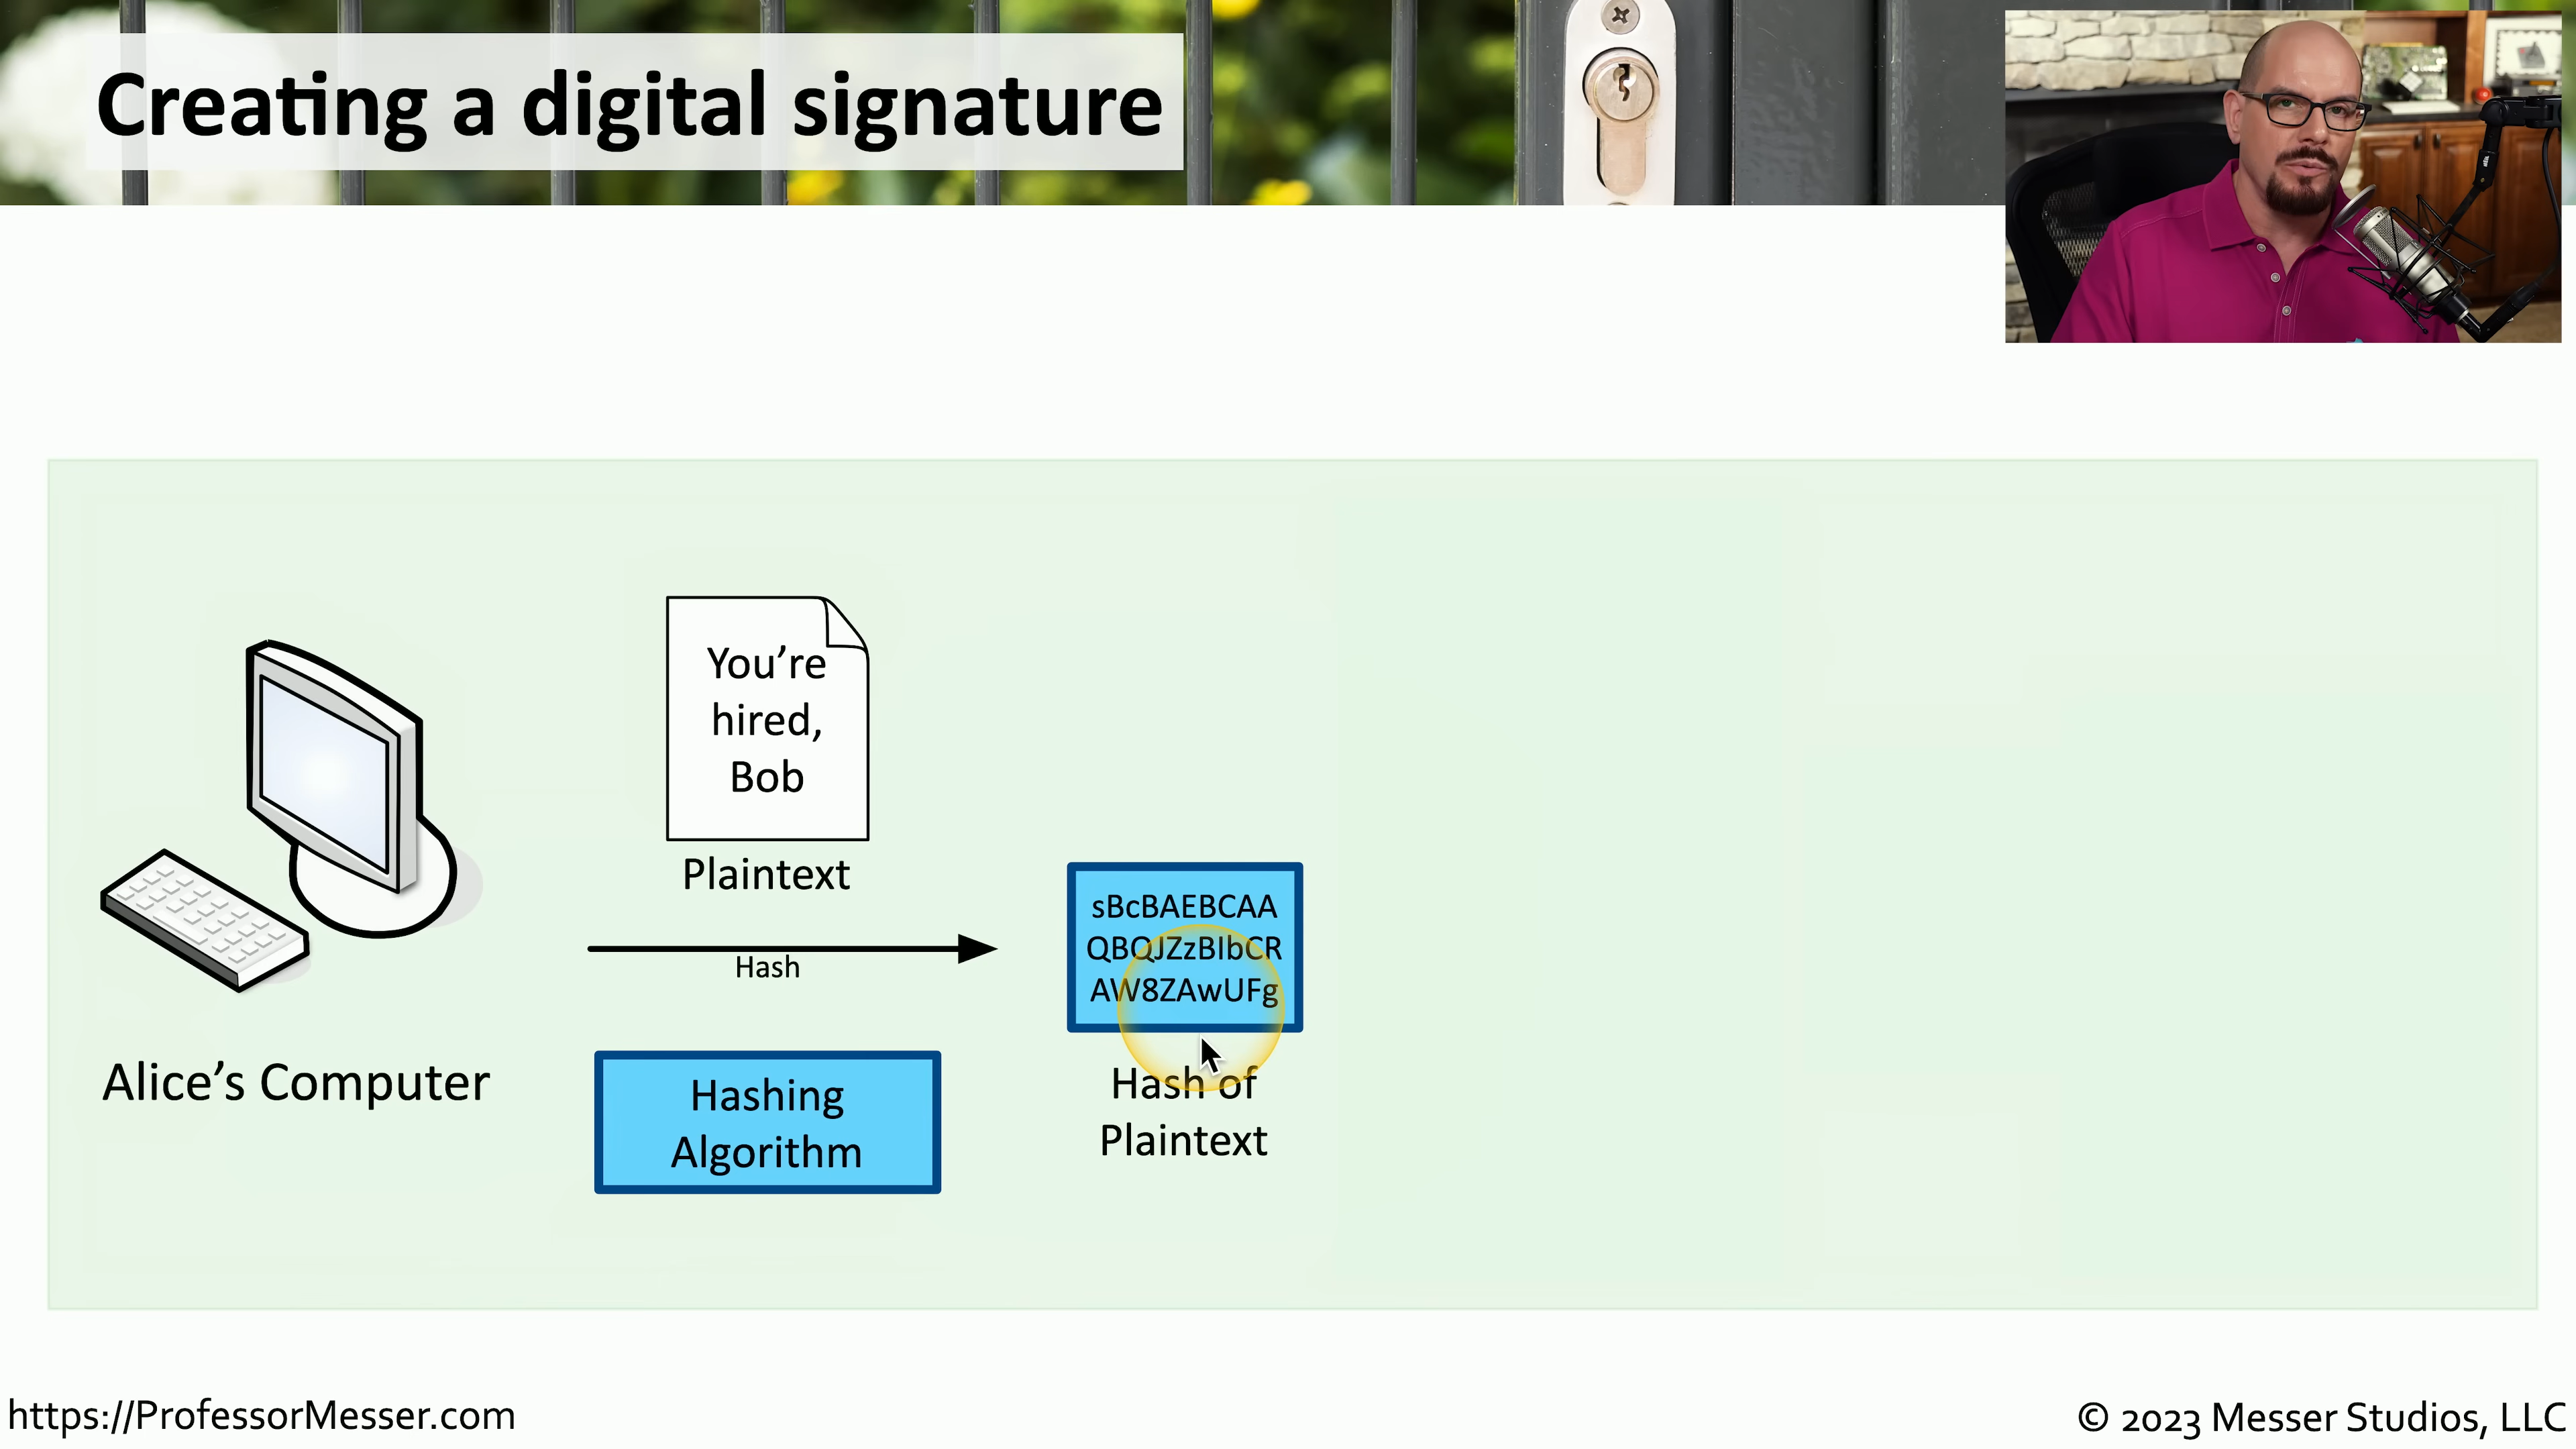 Creating a digital signature
You're
hired,
Bob
Plaintext
Hash
Alice's Computer
Hashing
Algorithm
sBcBAEBCAA
QBQJZzBIbCR
AW8ZAwUFg
Hash of
Plaintext
https://ProfessorMesser.com
© 2023 Messer Studios, LLC